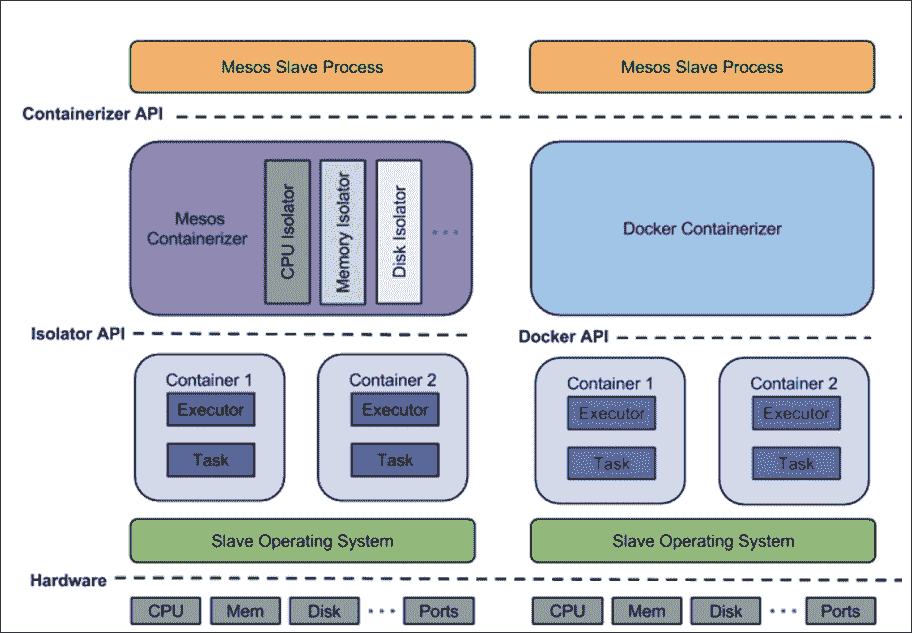 Mesos Slave Process
Mesos Slave Process
Containerizer API
Mesos
Containerizer
CPU Isolator
Memory Isolator
Disk Isolator
...
Docker Containerizer
Isolator API
Docker API
Container 1
Executor
Task
Container 2
Executor
Task
Container 1
Executor
Task
Container 2
Executor
Task
Slave Operating System
Slave Operating System
Hardware
CPU
Mem
Disk
...
Ports
CPU
Mem
Disk
...
Ports